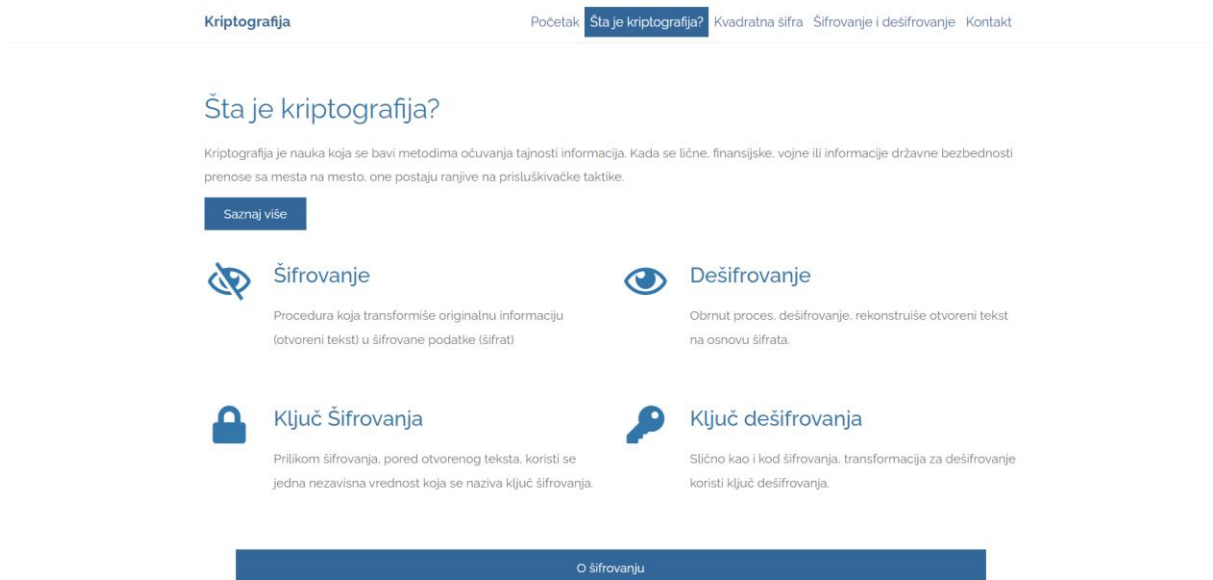 Kriptografija
Početak Šta je kriptografija? Kvadratna šifra Šifrovanje i dešifrovanje Kontakt
Šta je kriptografija?
Kriptografija je nauka koja se bavi metodima očuvanja tajnosti informacija. Kada se lične, finansijske, vojne ili informacije državne bezbednosti
prenose sa mesta na mesto, one postaju ranjive na prisluškivačke taktike.
Saznaj više
Šifrovanje
Procedura koja transformiše originalnu informaciju
(otvoreni tekst) u šifrovane podatke (šifrat)
Dešifrovanje
Obrnut proces, dešifrovanje, rekonstruiše otvoreni tekst
na osnovu šifrata.
Ključ Šifrovanja
Prilikom šifrovanja, pored otvorenog teksta, koristi se
jedna nezavisna vrednost koja se naziva ključ šifrovanja.
Ključ dešifrovanja
Slično kao i kod šifrovanja, transformacija za dešifrovanje
koristi ključ dešifrovanja.
O šifrovanju